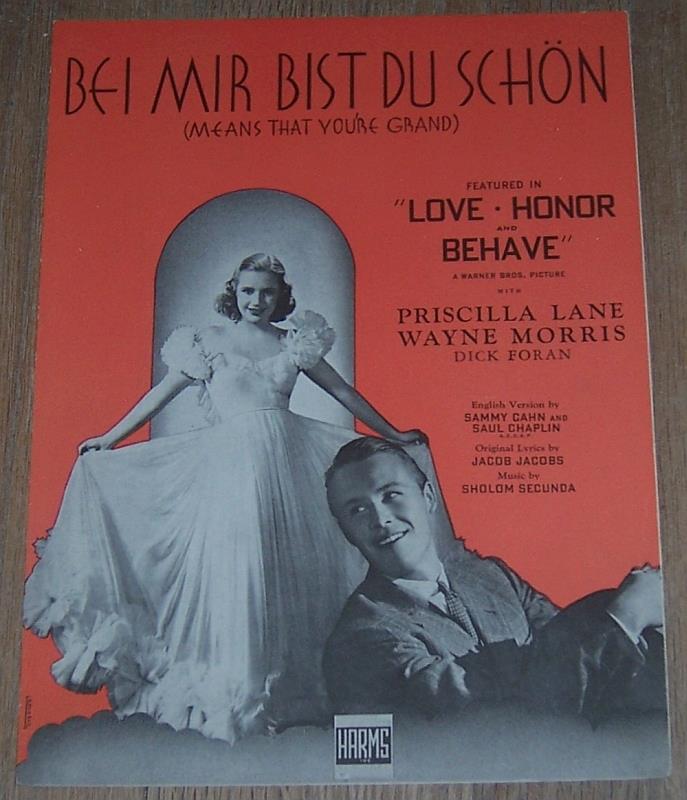 BEI MIR BIST DU SCHÖN
(MEANS THAT YOU'RE GRAND)
FEATURED IN
"LOVE · HONOR
AND
BEHAVE"
A WARNER BROS. PICTURE
WITH
PRISCILLA LANE
WAYNE MORRIS
DICK FORAN
English Version by
SAMMY CAHN AND
SAUL CHAPLIN
A.S.C.A.P.
Original Lyrics by
JACOB JACOBS
Music by
SHOLOM SECUNDA
HARMS
INC.